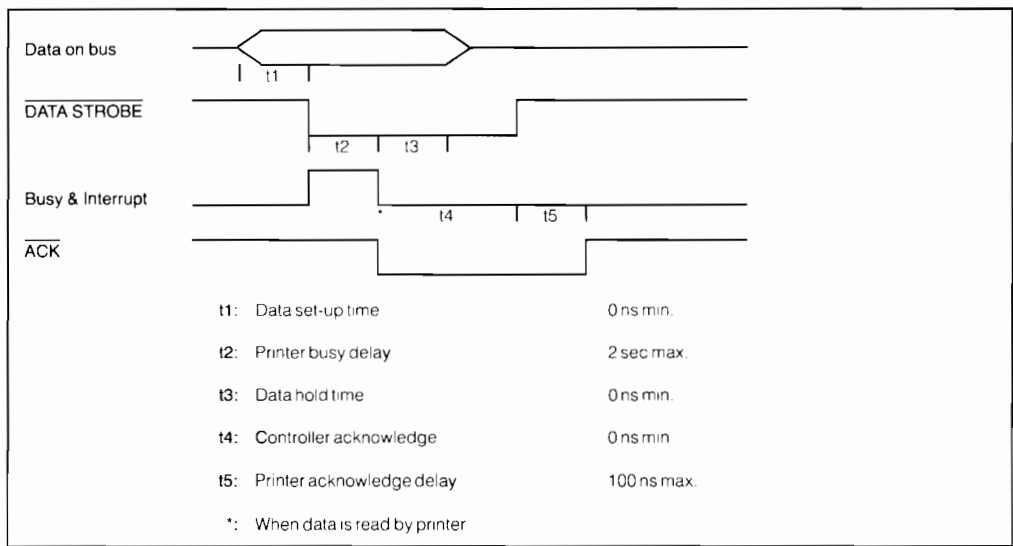 Data on bus
t1
DATA STROBE
t2 t3
Busy & Interrupt
* t4 t5
ACK
t1: Data set-up time 0 ns min.
t2: Printer busy delay 2 sec max.
t3: Data hold time 0 ns min.
t4: Controller acknowledge 0 ns min
t5: Printer acknowledge delay 100 ns max.
*: When data is read by printer